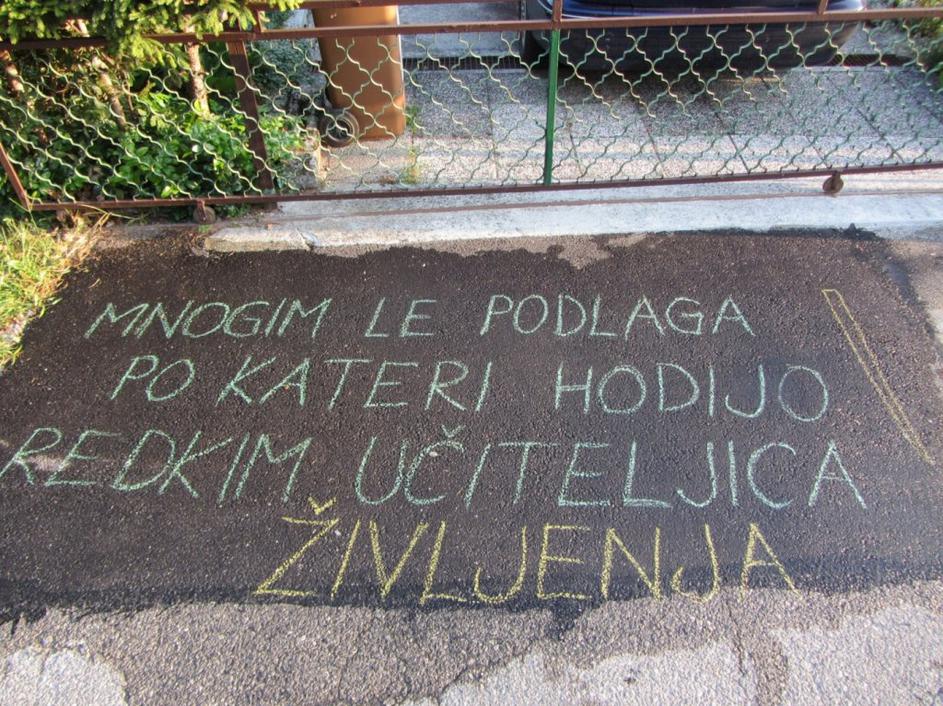 MNOGIM LE PODLAGA
PO KATERI HODIJO
REDKIM UČITELJICA
ŽIVLJENJA